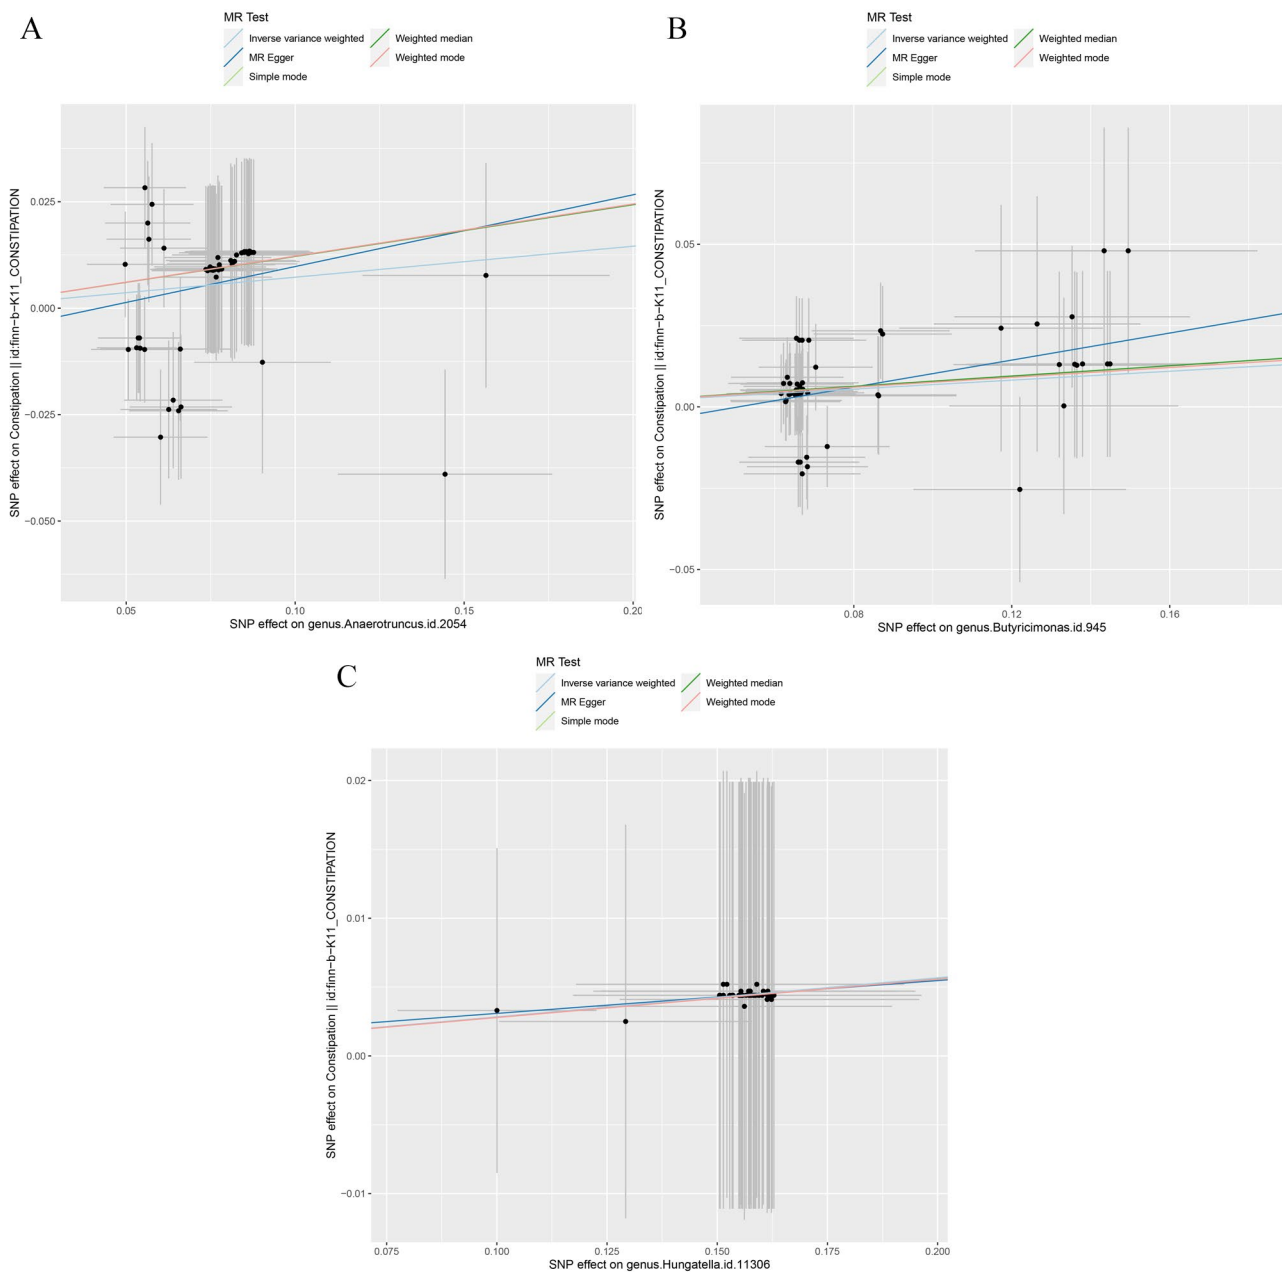 A
MR Test
Inverse variance weighted
Weighted median
MR Egger
Weighted mode
Simple mode
SNP effect on Constipation || id:finn−b−K11_CONSTIPATION
0.025
0.000
−0.025
−0.050
0.05
0.10
0.15
0.20
SNP effect on genus.Anaerotruncus.id.2054
B
MR Test
Inverse variance weighted
Weighted median
MR Egger
Weighted mode
Simple mode
SNP effect on Constipation || id:finn−b−K11_CONSTIPATION
0.05
0.00
−0.05
0.08
0.12
0.16
SNP effect on genus.Butyricimonas.id.945
C
MR Test
Inverse variance weighted
Weighted median
MR Egger
Weighted mode
Simple mode
SNP effect on Constipation || id:finn−b−K11_CONSTIPATION
0.02
0.01
0.00
−0.01
0.075
0.100
0.125
0.150
0.175
0.200
SNP effect on genus.Hungatella.id.11306